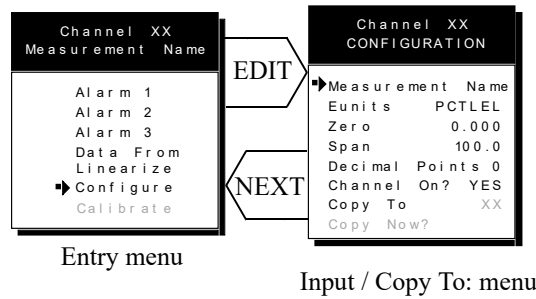 Channel XX
Measurement Name
Alarm 1
Alarm 2
Alarm 3
Data From
Linearize
Configure
Calibrate
Entry menu
EDIT
NEXT
Channel XX
CONFIGURATION
Measurement Name
Eunits PCTLEL
Zero 0.000
Span 100.0
Decimal Points 0
Channel On? YES
Copy To XX
Copy Now?
Input / Copy To: menu